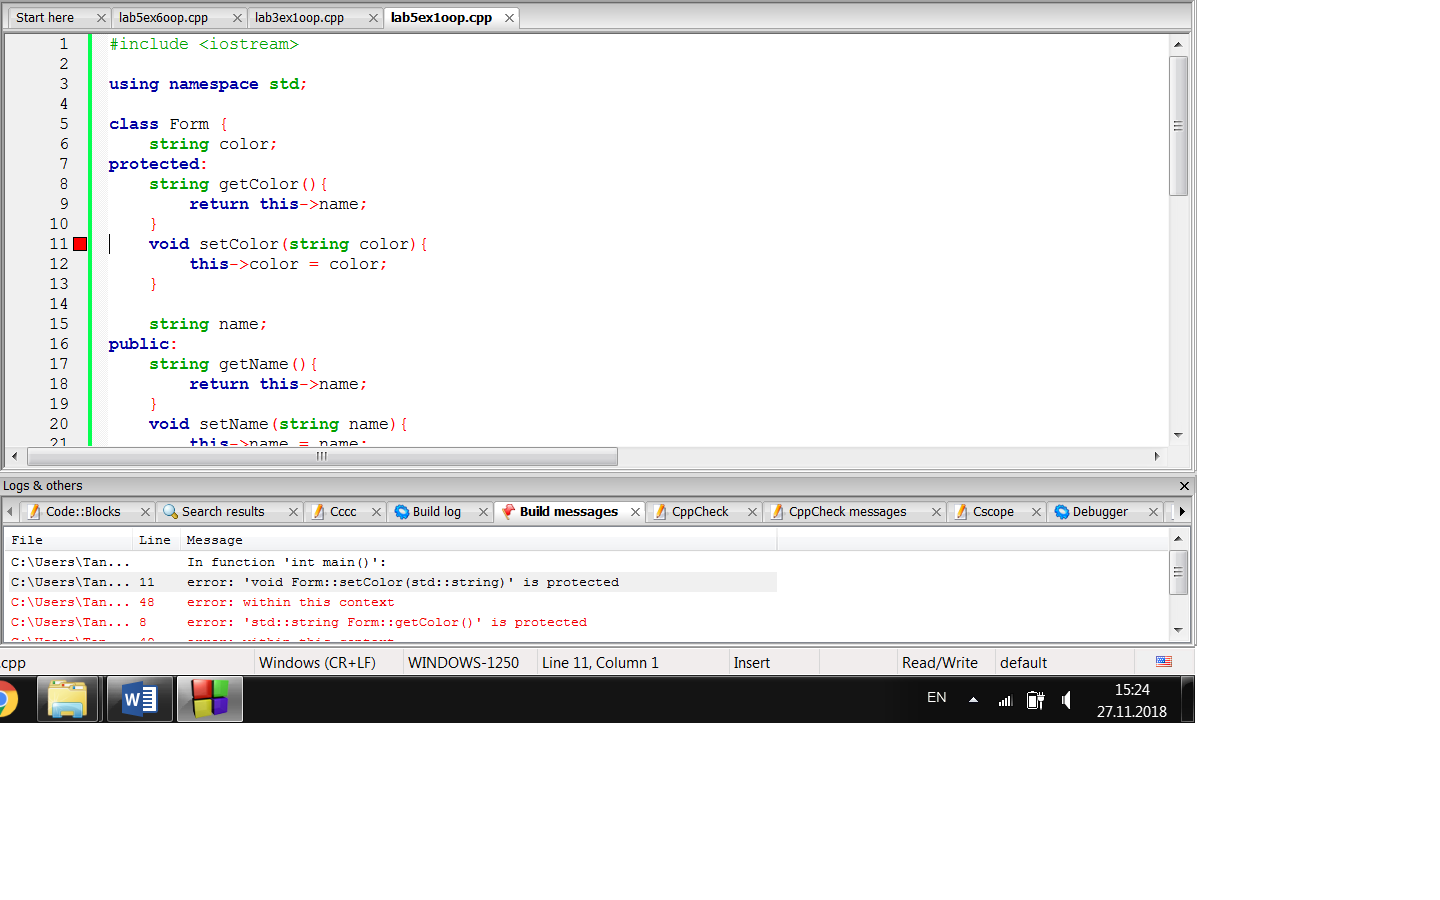 Start here lab5ex6oop.cpp lab3ex1oop.cpp lab5ex1oop.cpp
1 #include <iostream>
2
3 using namespace std;
4
5 class Form {
6 string color;
7 protected:
8 string getColor(){
9 return this->name;
10 }
11 void setColor(string color){
12 this->color = color;
13 }
14
15 string name;
16 public:
17 string getName(){
18 return this->name;
19 }
20 void setName(string name){
21 this->name = name;
Logs & others
Code::Blocks Search results Cccc Build log Build messages CppCheck CppCheck messages Cscope Debugger
File Line Message
C:\Users\Tan... In function 'int main()':
C:\Users\Tan... 11 error: 'void Form::setColor(std::string)' is protected
C:\Users\Tan... 48 error: within this context
C:\Users\Tan... 8 error: 'std::string Form::getColor()' is protected
C:\Users\Tan... error: within this context
.cpp Windows (CR+LF) WINDOWS-1250 Line 11, Column 1 Insert Read/Write default
EN 15:24
27.11.2018